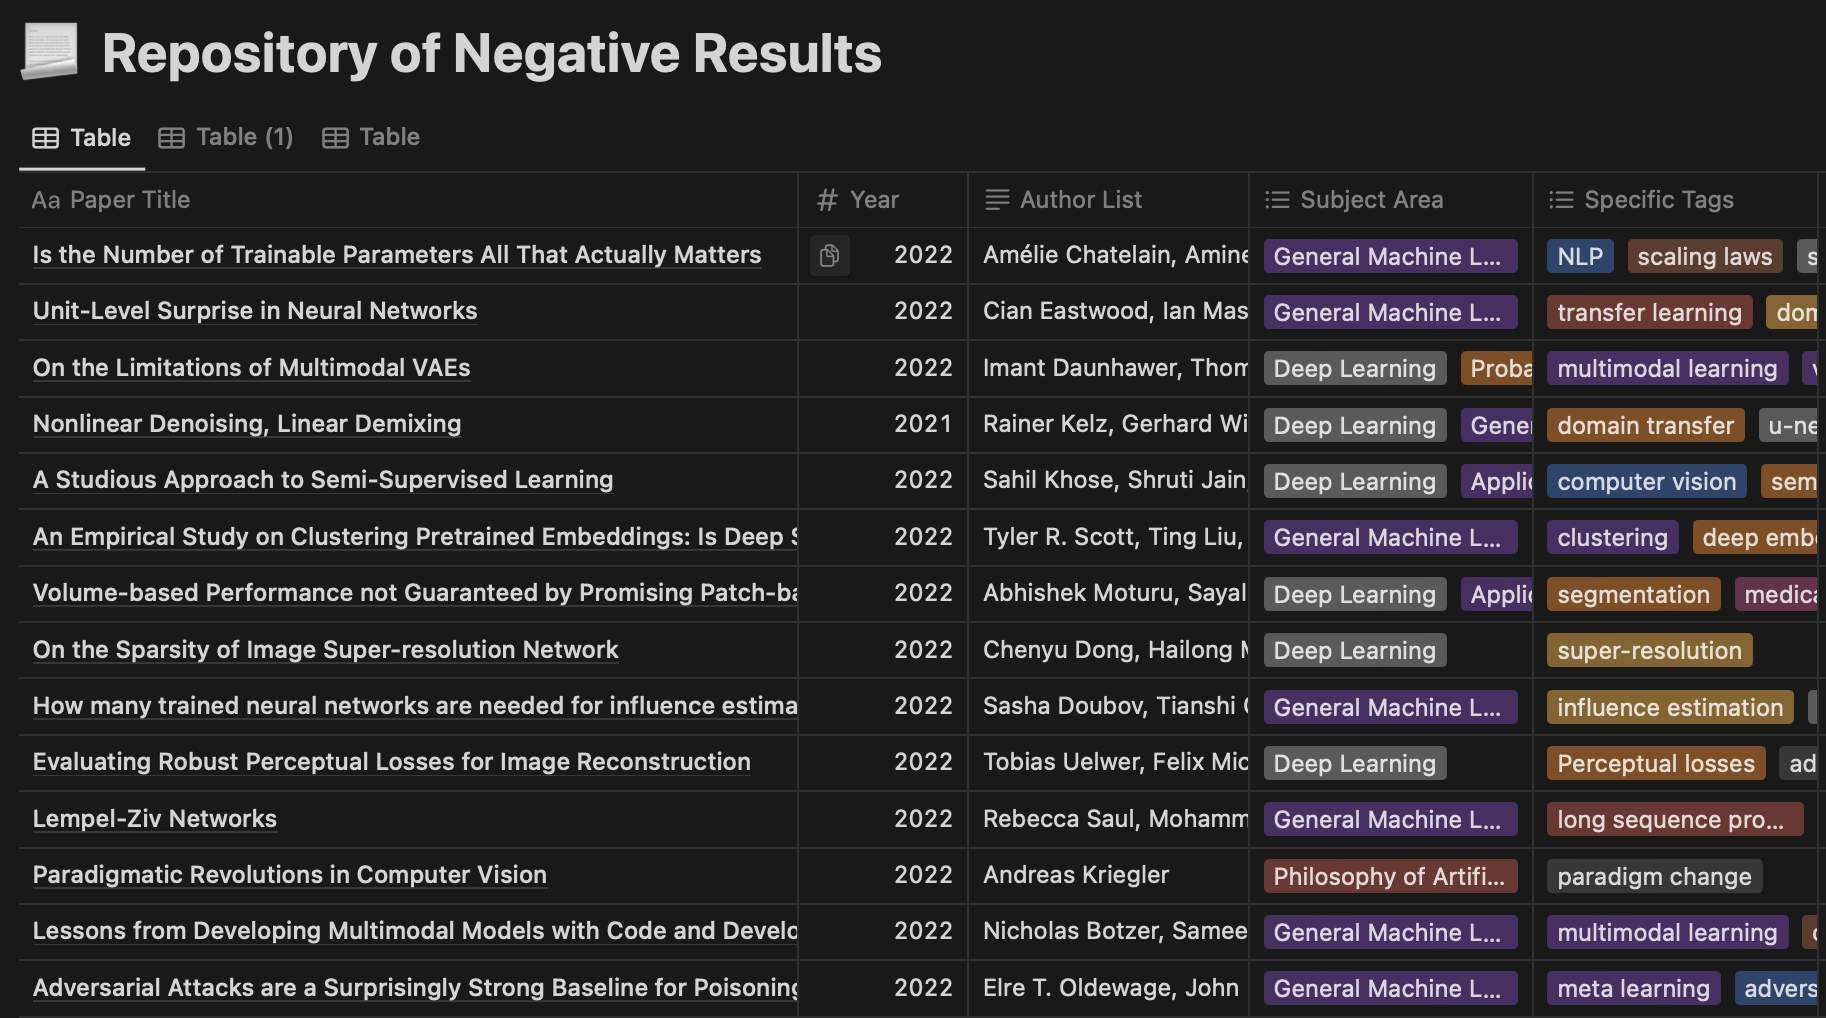 Repository of Negative Results
Table Table (1) Table
Aa Paper Title # Year Author List Subject Area Specific Tags
Is the Number of Trainable Parameters All That Actually Matters 2022 Amélie Chatelain, Amine General Machine L... NLP scaling laws s
Unit-Level Surprise in Neural Networks 2022 Cian Eastwood, Ian Mas General Machine L... transfer learning dom
On the Limitations of Multimodal VAEs 2022 Imant Daunhawer, Thom Deep Learning Proba multimodal learning v
Nonlinear Denoising, Linear Demixing 2021 Rainer Kelz, Gerhard Wi Deep Learning Gene domain transfer u-ne
A Studious Approach to Semi-Supervised Learning 2022 Sahil Khose, Shruti Jain, Deep Learning Applic computer vision sem
An Empirical Study on Clustering Pretrained Embeddings: Is Deep S 2022 Tyler R. Scott, Ting Liu, General Machine L... clustering deep embe
Volume-based Performance not Guaranteed by Promising Patch-ba 2022 Abhishek Moturu, Sayal Deep Learning Applic segmentation medica
On the Sparsity of Image Super-resolution Network 2022 Chenyu Dong, Hailong M Deep Learning super-resolution
How many trained neural networks are needed for influence estima 2022 Sasha Doubov, Tianshi General Machine L... influence estimation
Evaluating Robust Perceptual Losses for Image Reconstruction 2022 Tobias Uelwer, Felix Mic Deep Learning Perceptual losses ad
Lempel-Ziv Networks 2022 Rebecca Saul, Mohamm General Machine L... long sequence pro...
Paradigmatic Revolutions in Computer Vision 2022 Andreas Kriegler Philosophy of Artifi... paradigm change
Lessons from Developing Multimodal Models with Code and Develo 2022 Nicholas Botzer, Samee General Machine L... multimodal learning
Adversarial Attacks are a Surprisingly Strong Baseline for Poisoning 2022 Elre T. Oldewage, John General Machine L... meta learning advers